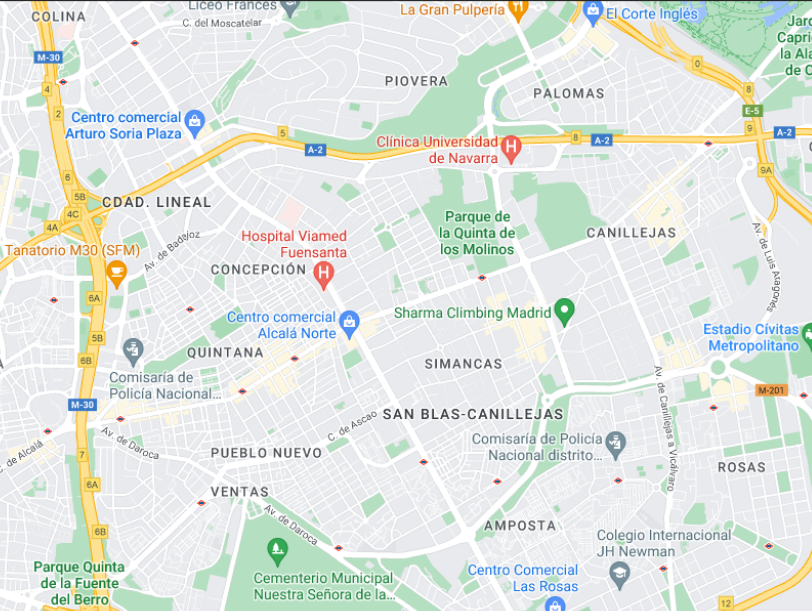 Liceo Francés
La Gran Pulpería
El Corte Inglés
COLINA
C. del Moscatelar
Capri
la Ala
de O
M-30
4
PIOVERA
PALOMAS
0
8
E-5
2
Centro comercial
Arturo Soria Plaza
5
A-2
Clínica Universidad
de Navarra
8
A-2
9
A-2
6
5B
4C
4A
CDAD. LINEAL
9A
Parque de
la Quinta de
los Molinos
CANILLEJAS
Tanatorio M30 (SFM)
Av. de Badajoz
Hospital Viamed
Fuensanta
CONCEPCIÓN
Av. de Luis Aragonés
6A
5B
6B
Centro comercial
Alcalá Norte
Sharma Climbing Madrid
Estadio Cívitas
Metropolitano
QUINTANA
SIMANCAS
Comisaría de
Policía Nacional...
M-30
M-201
Av. de Canillejas a Vicálvaro
C. de Ascao
SAN BLAS-CANILLEJAS
C. de Alcalá
Av. de Daroca
7
PUEBLO NUEVO
Comisaría de Policía
Nacional distrito...
ROSAS
6A
VENTAS
Av. de Daroca
6B
AMPOSTA
Colegio Internacional
JH Newman
Parque Quinta
de la Fuente
del Berro
Cementerio Municipal
Nuestra Señora de la...
Centro Comercial
Las Rosas
12